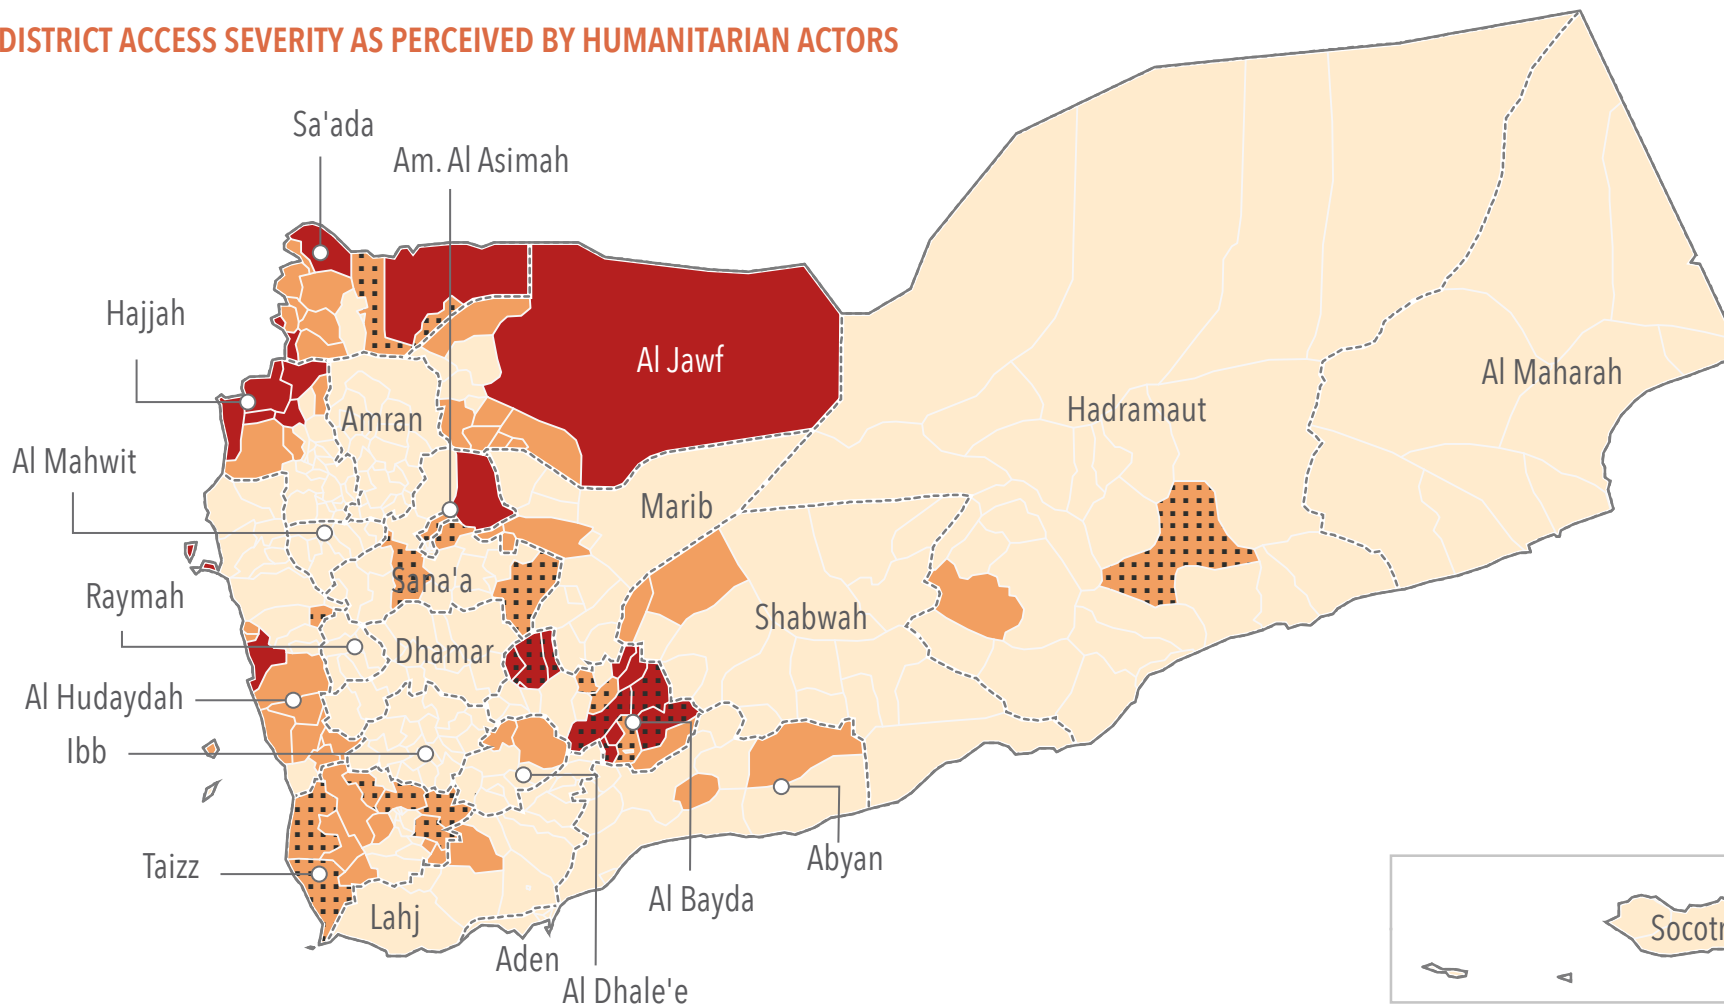 DISTRICT ACCESS SEVERITY AS PERCEIVED BY HUMANITARIAN ACTORS
Sa'ada
Am. Al Asimah
Hajjah
Al Jawf
Al Maharah
Hadramaut
Amran
Al Mahwit
Marib
Sana'a
Raymah
Shabwah
Dhamar
Al Hudaydah
Ibb
Abyan
Taizz
Al Bayda
Lahj
Socotr
Aden
Al Dhale'e